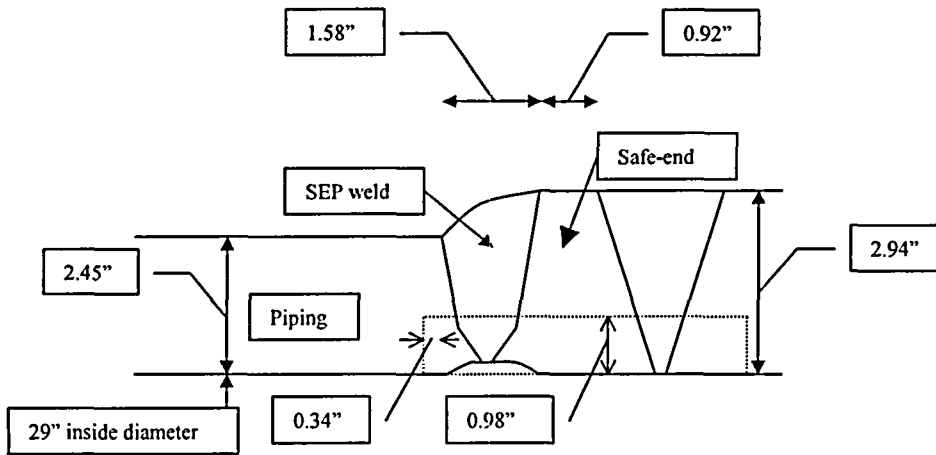 1.58”
0.92”
SEP weld
Safe-end
2.45”
2.94”
Piping
0.34”
0.98”
29” inside diameter